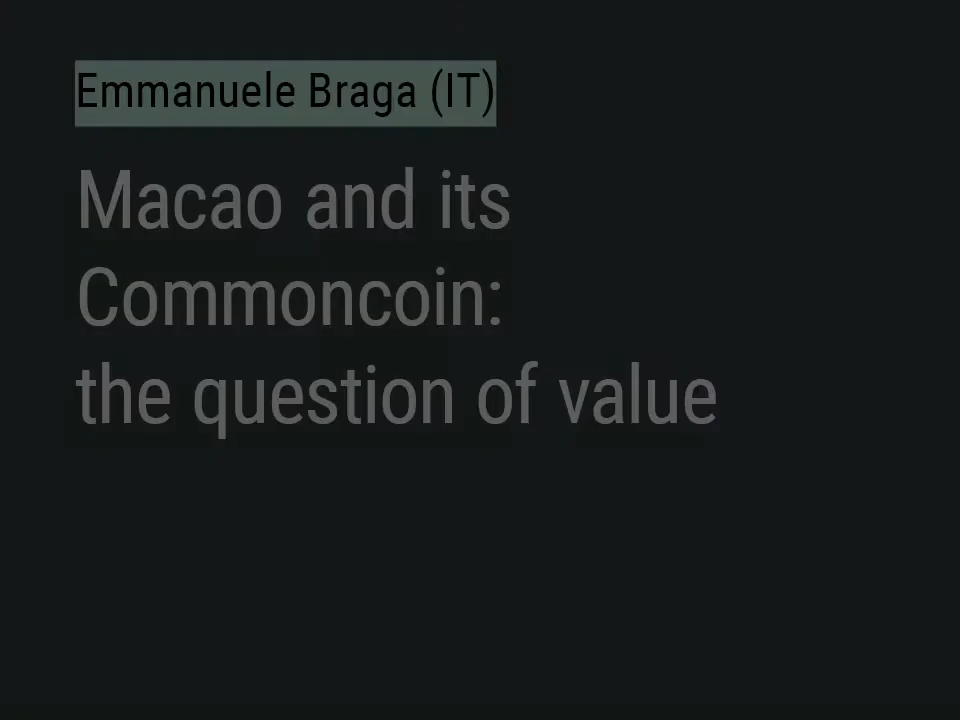 Emmanuele Braga (IT)
Macao and its
Commoncoin:
the question of value